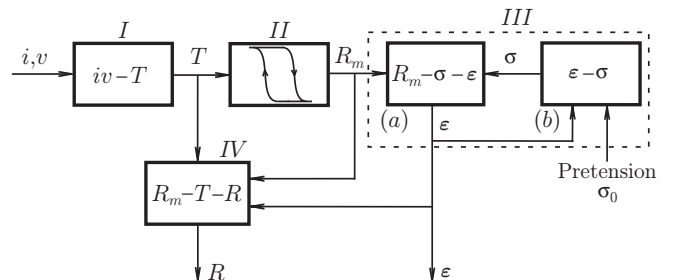 I
II
III
i,v
iv–T
T
R_m
R_m–σ–ε
σ
ε–σ
(a)
ε
(b)
IV
R_m–T–R
Pretension
σ_0
R
ε